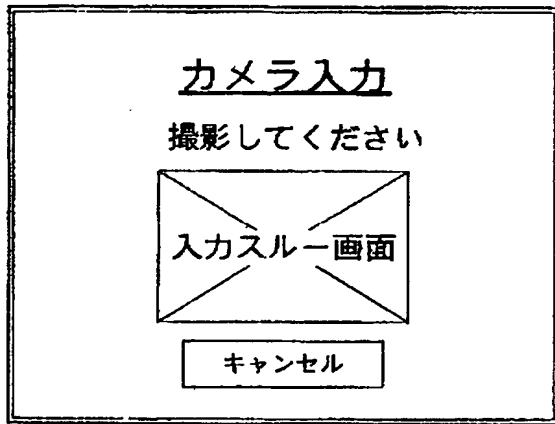 カメラ入力
撮影してください
入力スルー画面
キャンセル